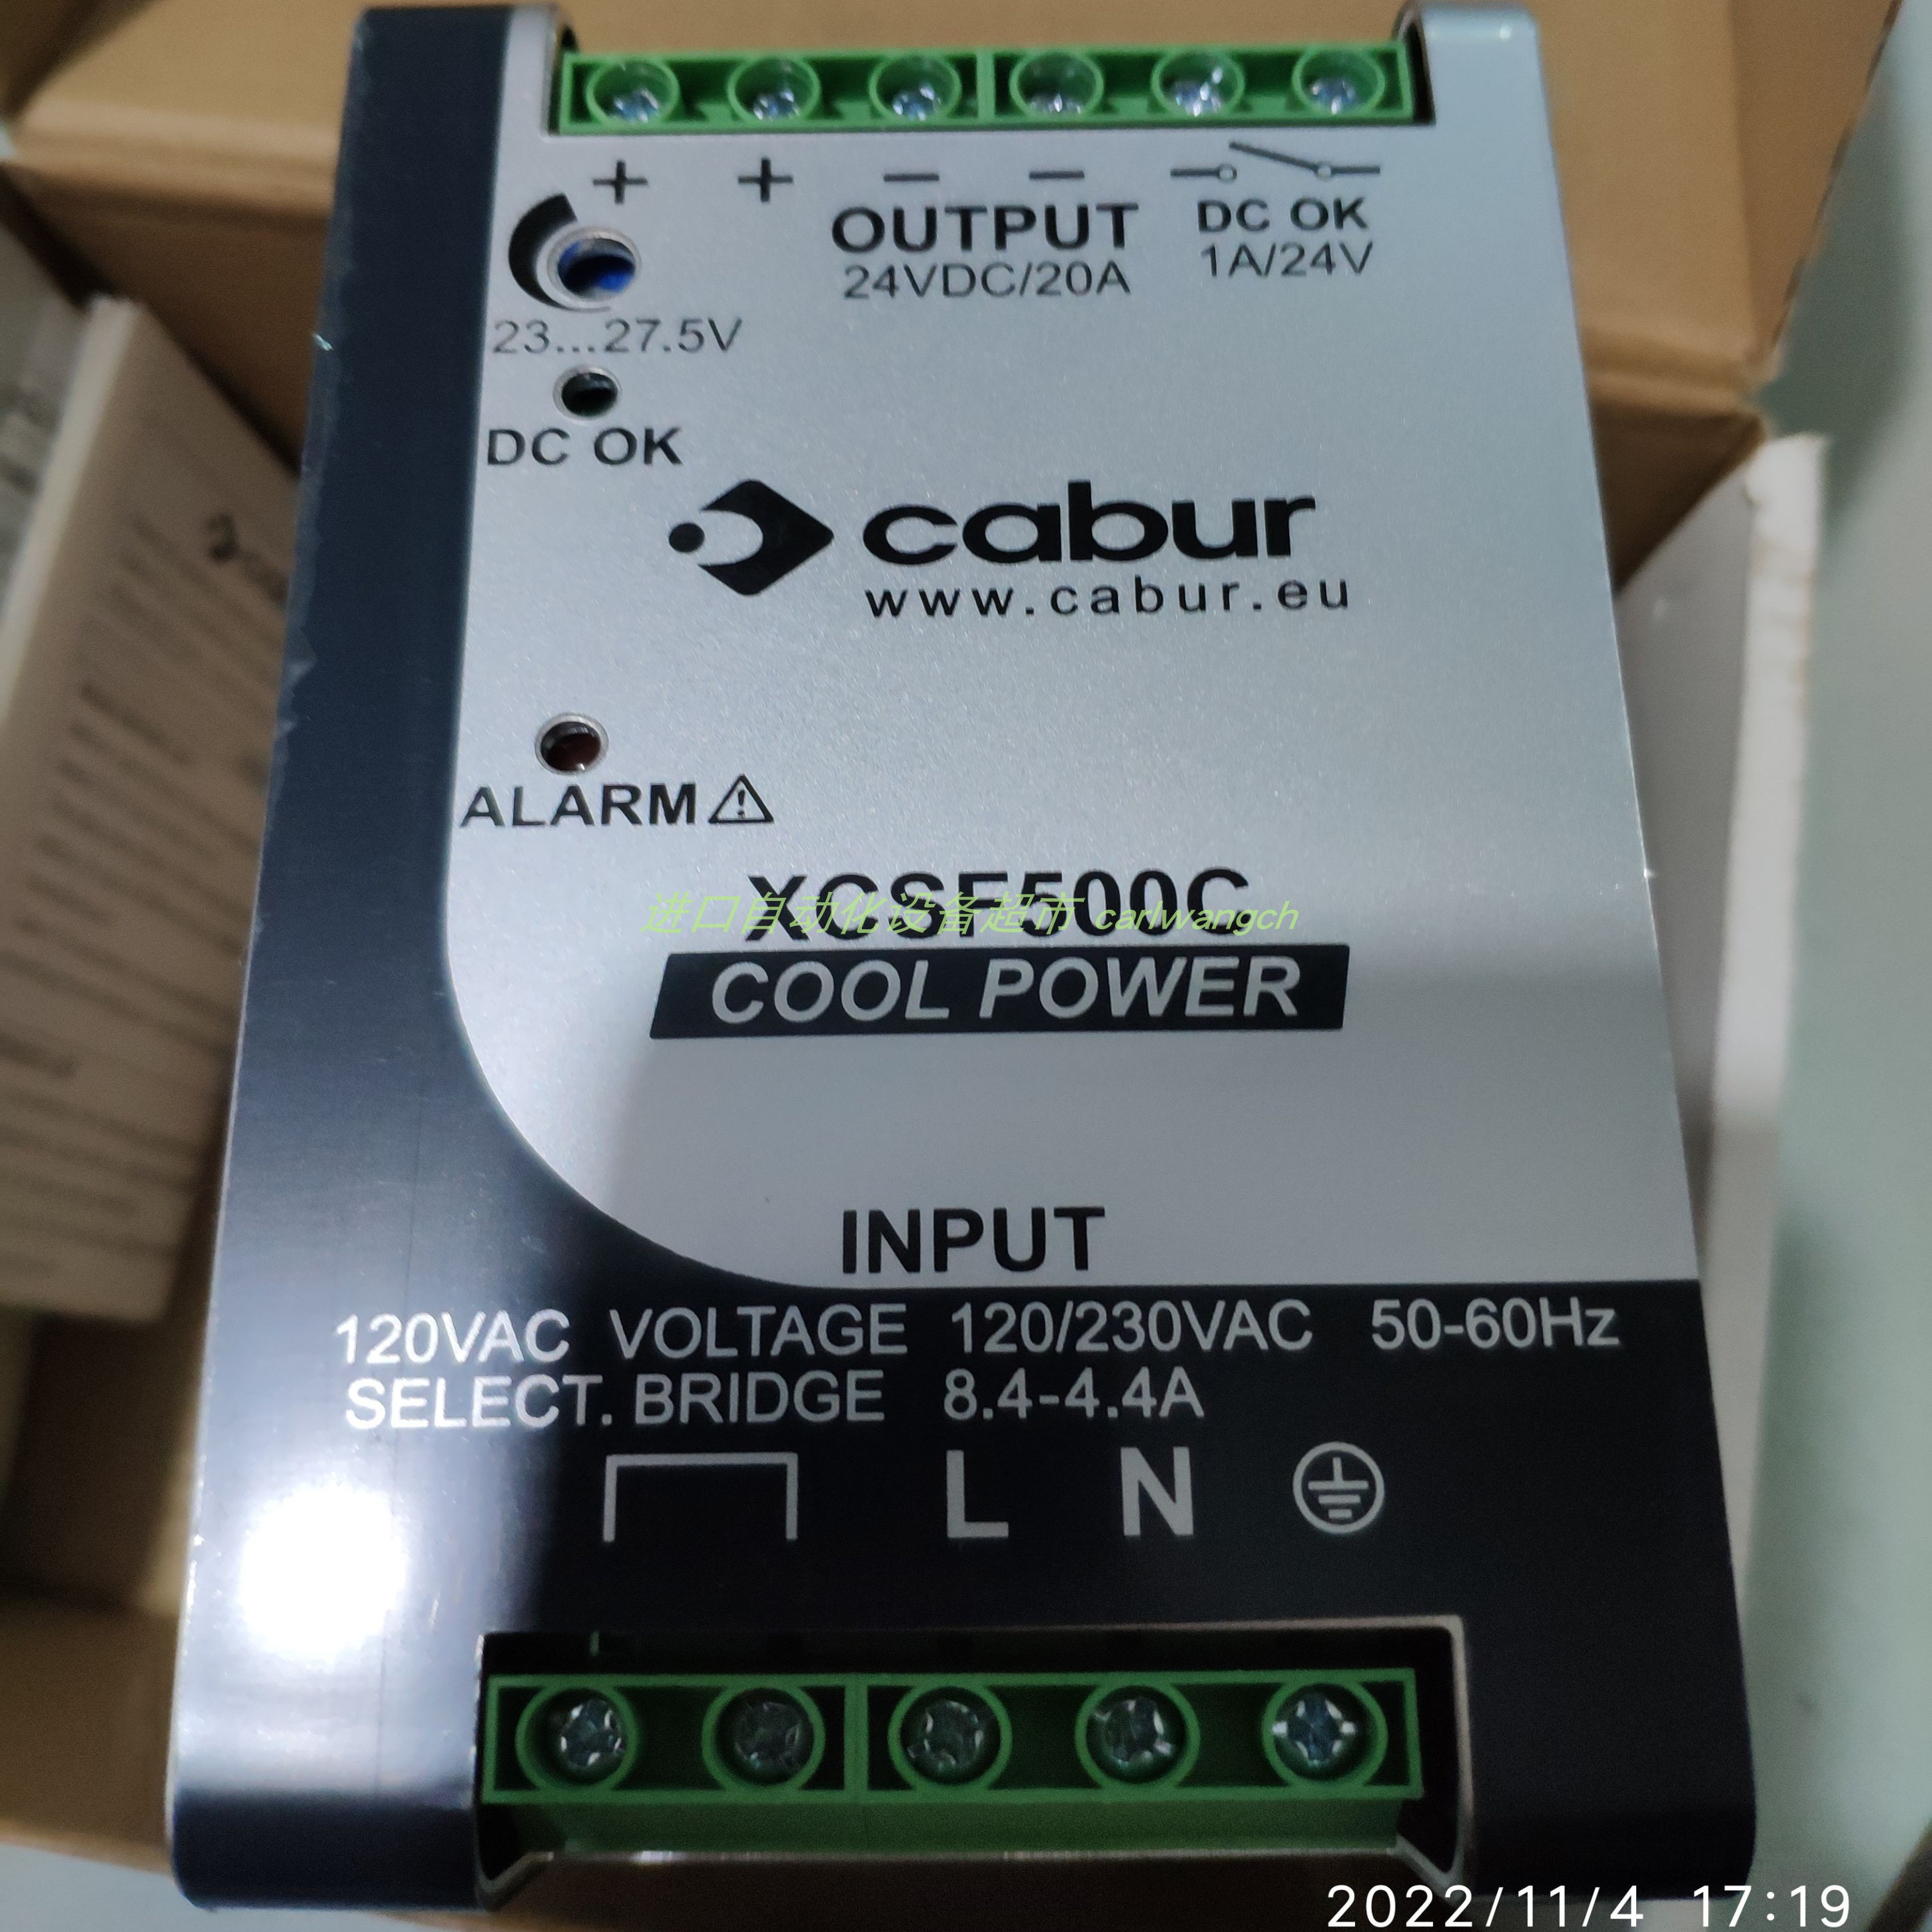 + + − −
OUTPUT
24VDC/20A
DC OK
1A/24V
23...27.5V
DC OK
cabur
www.cabur.eu
ALARM
XCSF500C
进口自动化设备超市 carlwangch
COOL POWER
INPUT
120VAC VOLTAGE 120/230VAC 50-60Hz
SELECT. BRIDGE 8.4-4.4A
L N
2022/11/4 17:19